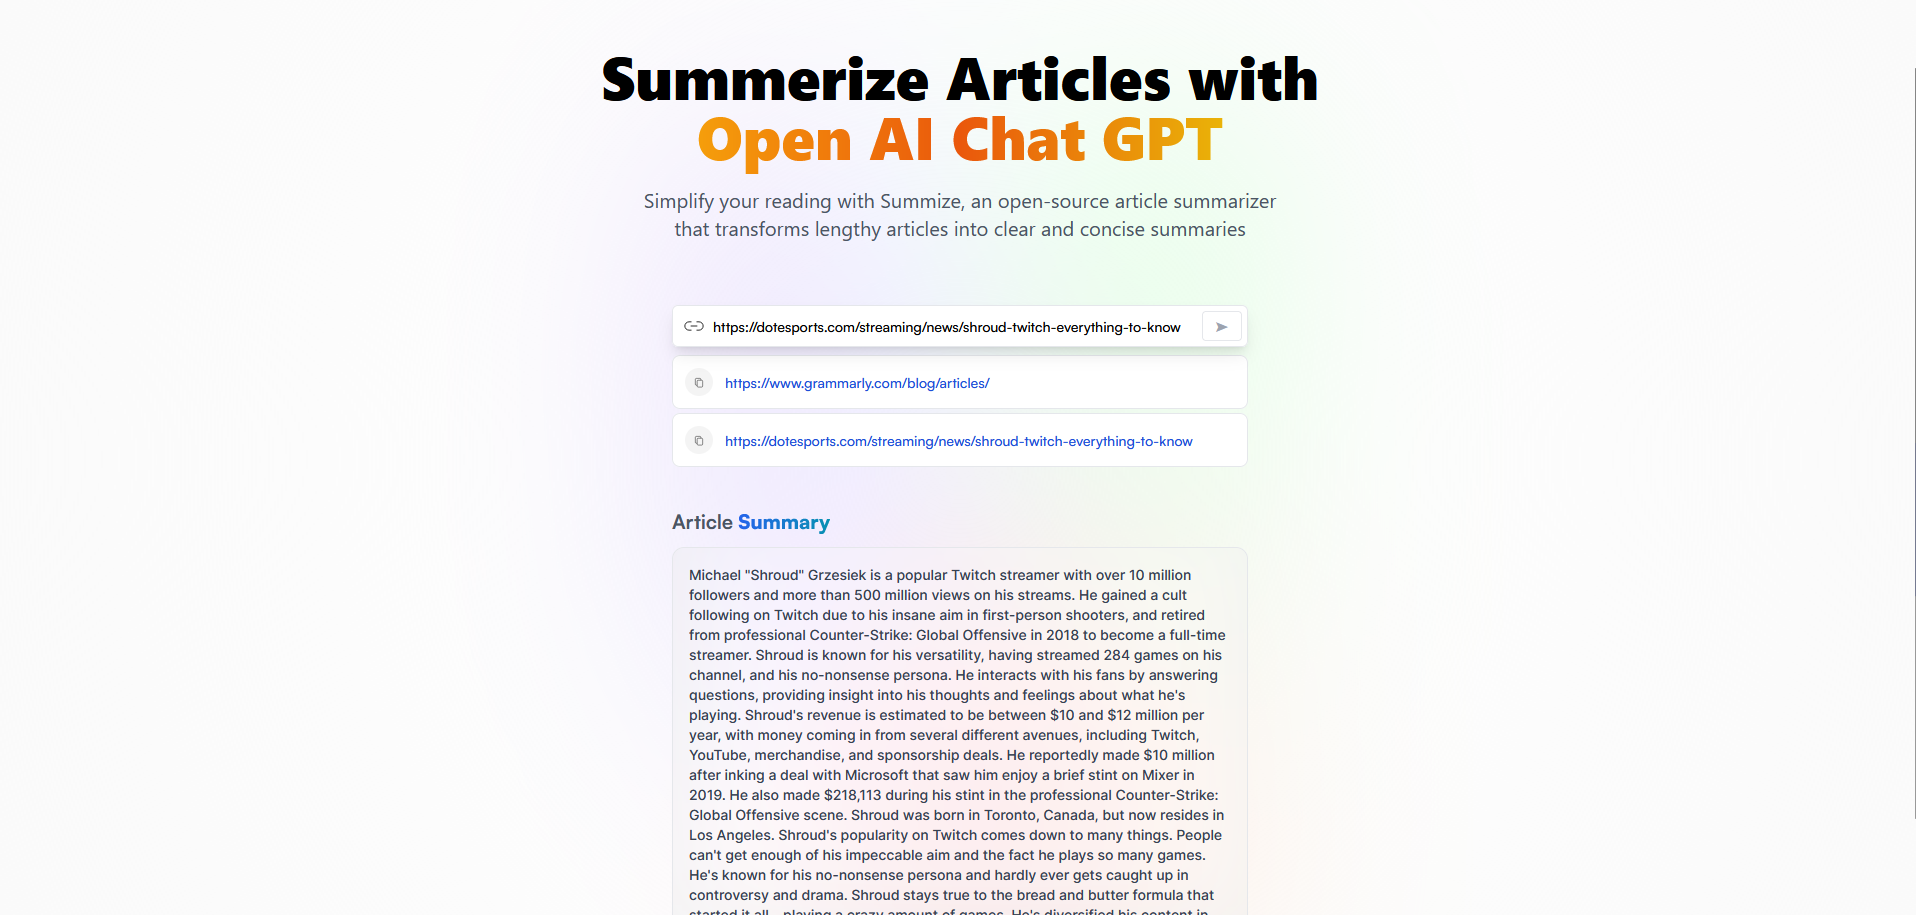 Summerize Articles with
Open AI Chat GPT
Simplify your reading with Summize, an open-source article summarizer
that transforms lengthy articles into clear and concise summaries
https://dotesports.com/streaming/news/shroud-twitch-everything-to-know
https://www.grammarly.com/blog/articles/
https://dotesports.com/streaming/news/shroud-twitch-everything-to-know
Article Summary
Michael "Shroud" Grzesiek is a popular Twitch streamer with over 10 million
followers and more than 500 million views on his streams. He gained a cult
following on Twitch due to his insane aim in first-person shooters, and retired
from professional Counter-Strike: Global Offensive in 2018 to become a full-time
streamer. Shroud is known for his versatility, having streamed 284 games on his
channel, and his no-nonsense persona. He interacts with his fans by answering
questions, providing insight into his thoughts and feelings about what he's
playing. Shroud's revenue is estimated to be between $10 and $12 million per
year, with money coming in from several different avenues, including Twitch,
YouTube, merchandise, and sponsorship deals. He reportedly made $10 million
after inking a deal with Microsoft that saw him enjoy a brief stint on Mixer in
2019. He also made $218,113 during his stint in the professional Counter-Strike:
Global Offensive scene. Shroud was born in Toronto, Canada, but now resides in
Los Angeles. Shroud's popularity on Twitch comes down to many things. People
can't get enough of his impeccable aim and the fact he plays so many games.
He's known for his no-nonsense persona and hardly ever gets caught up in
controversy and drama. Shroud stays true to the bread and butter formula that
started it all—playing a crazy amount of games. He's diversified his content in